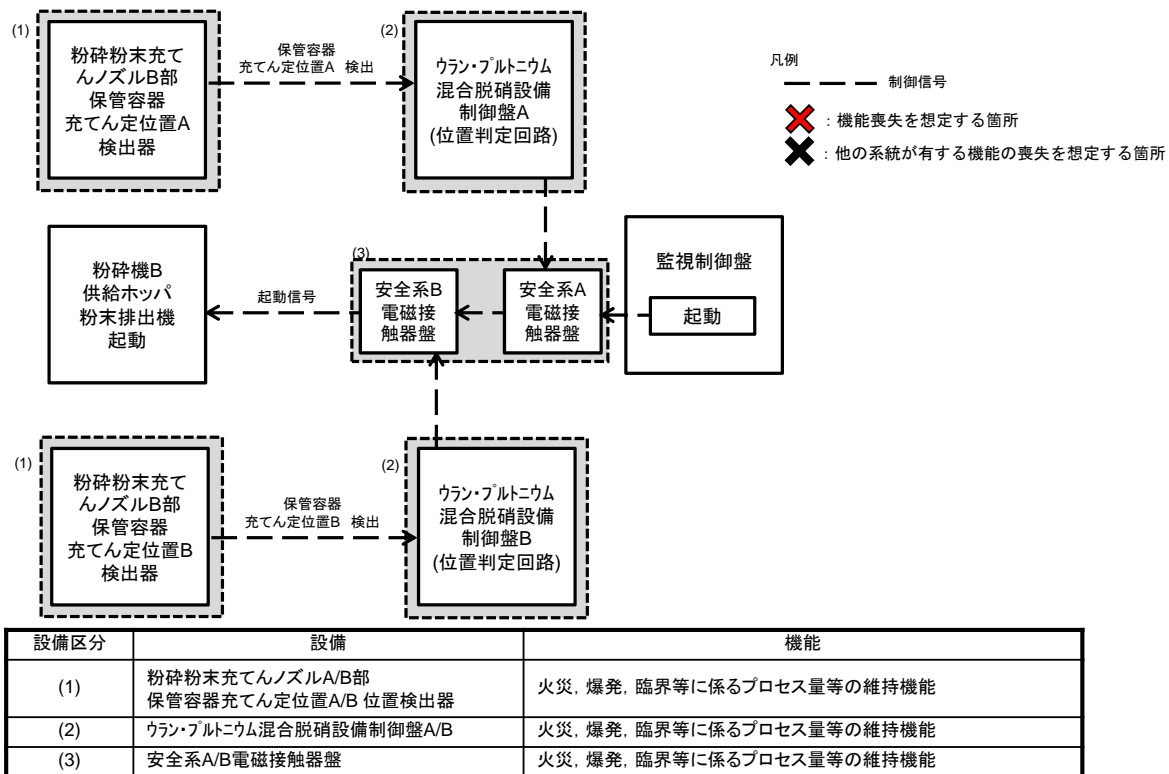 (1)
粉砕粉末充て
んノズルB部
保管容器
充てん定位置A
検出器
保管容器
充てん定位置A 検出
(2)
ウラン・プルトニウム
混合脱硝設備
制御盤A
(位置判定回路)
凡例
制御信号
：機能喪失を想定する箇所
：他の系統が有する機能の喪失を想定する箇所
粉砕機B
供給ホッパ
粉末排出機
起動
起動信号
(3)
安全系B
電磁接
触器盤
安全系A
電磁接
触器盤
監視制御盤
起動
(1)
粉砕粉末充て
んノズルB部
保管容器
充てん定位置B
検出器
保管容器
充てん定位置B 検出
(2)
ウラン・プルトニウム
混合脱硝設備
制御盤B
(位置判定回路)
設備区分 設備 機能
(1) 粉砕粉末充てんノズルA/B部
保管容器充てん定位置A/B 位置検出器 火災，爆発，臨界等に係るプロセス量等の維持機能
(2) ウラン・プルトニウム混合脱硝設備制御盤A/B 火災，爆発，臨界等に係るプロセス量等の維持機能
(3) 安全系A/B電磁接触器盤 火災，爆発，臨界等に係るプロセス量等の維持機能